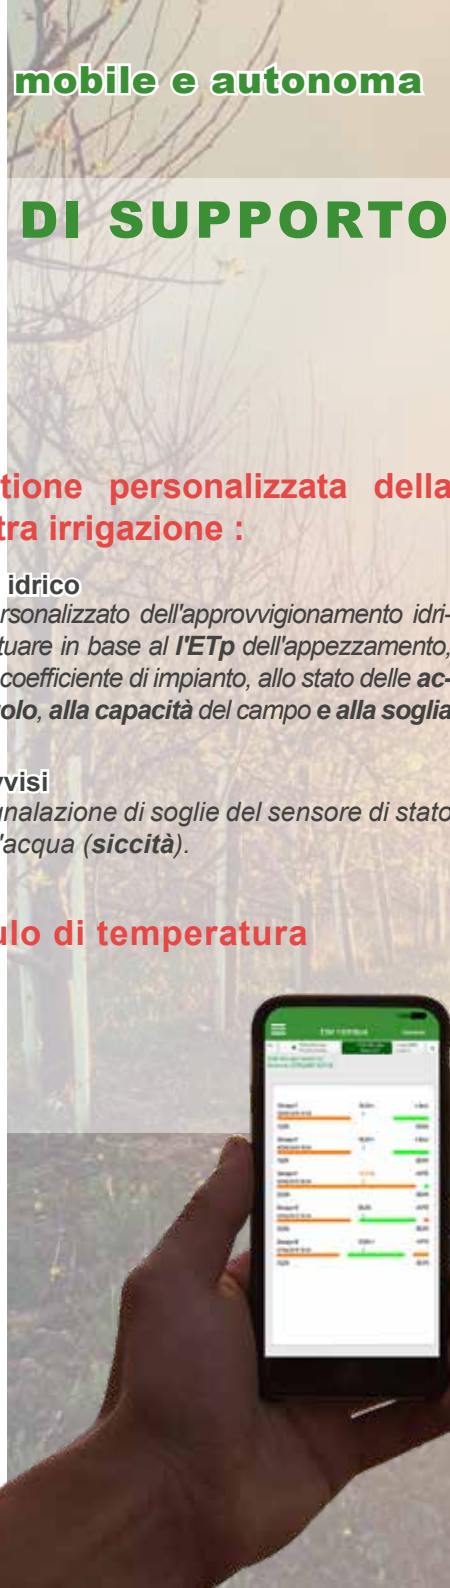 mobile e autonoma
DI SUPPORTO
tione personalizzata della
tra irrigazione :
idrico
rsonalizzato dell'approvvigionamento idri-
tuare in base al l'ETp dell'appezzamento,
coefficiente di impianto, allo stato delle ac-
olo, alla capacità del campo e alla soglia
visi
gnalazione di soglie del sensore di stato
l'acqua (siccità).
ulo di temperatura